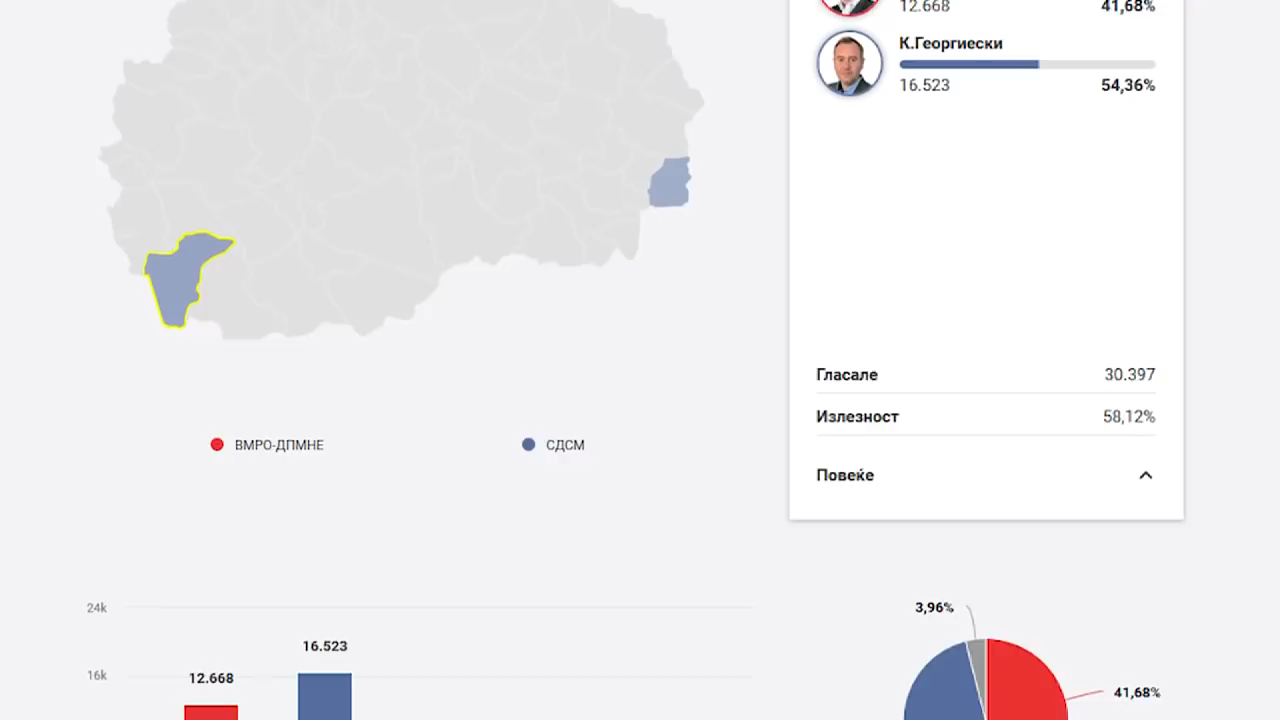 12.668 41,68%
К.Георгиески
16.523 54,36%
Гласале 30.397
Излезност 58,12%
ВМРО-ДПМНЕ СДСМ
Повеќе
24k
3,96%
16.523
16k
12.668
41,68%